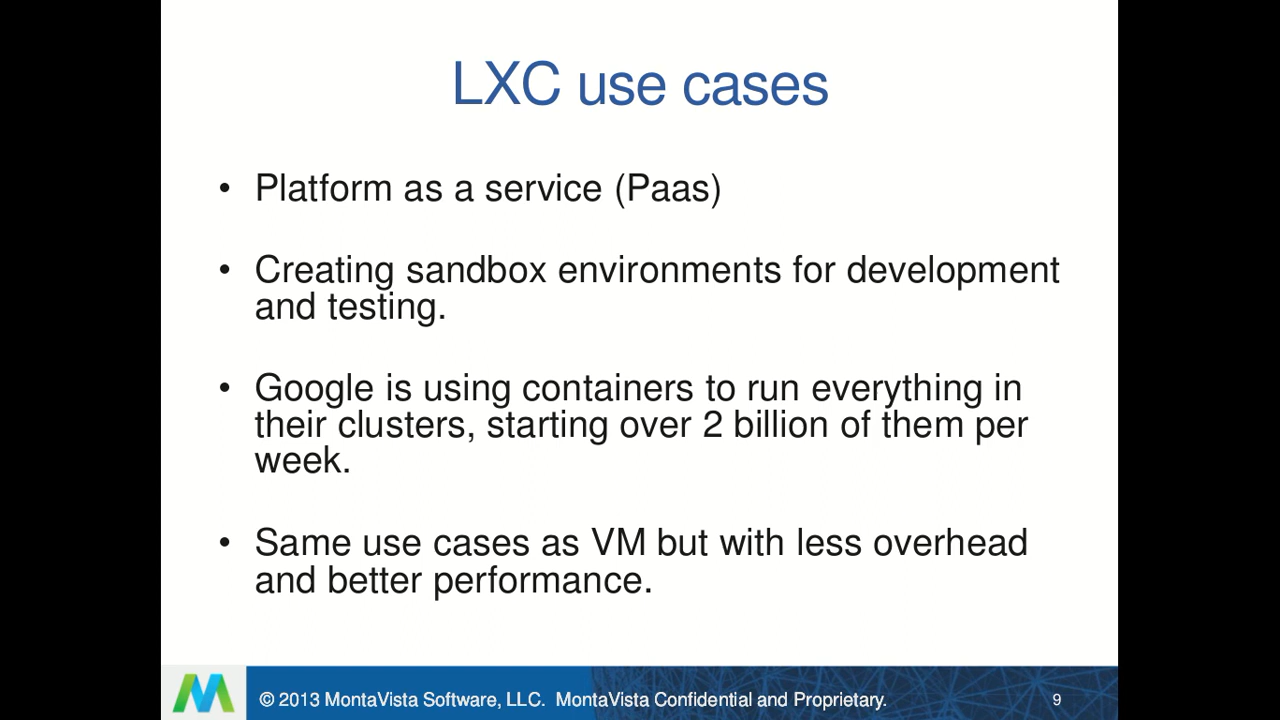 LXC use cases
• Platform as a service (Paas)
• Creating sandbox environments for development
and testing.
• Google is using containers to run everything in
their clusters, starting over 2 billion of them per
week.
• Same use cases as VM but with less overhead
and better performance.
© 2013 MontaVista Software, LLC. MontaVista Confidential and Proprietary. 9